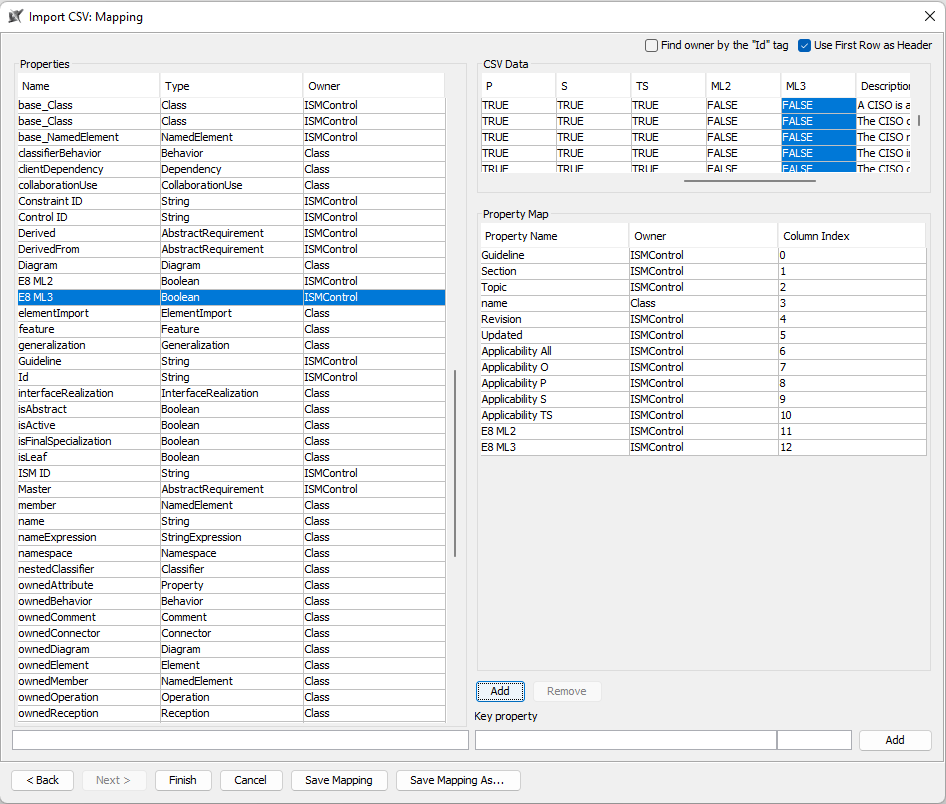 Import CSV: Mapping
Find owner by the "Id" tag Use First Row as Header
Properties
Name Type Owner
base_Class Class ISMControl
base_Class Class ISMControl
base_NamedElement NamedElement ISMControl
classifierBehavior Behavior Class
clientDependency Dependency Class
collaborationUse CollaborationUse Class
Constraint ID String ISMControl
Control ID String ISMControl
Derived AbstractRequirement ISMControl
DerivedFrom AbstractRequirement ISMControl
Diagram Diagram Class
E8 ML2 Boolean ISMControl
E8 ML3 Boolean ISMControl
elementImport ElementImport Class
feature Feature Class
generalization Generalization Class
Guideline String ISMControl
Id String ISMControl
interfaceRealization InterfaceRealization Class
isAbstract Boolean Class
isActive Boolean Class
isFinalSpecialization Boolean Class
isLeaf Boolean Class
ISM ID String ISMControl
Master AbstractRequirement ISMControl
member NamedElement Class
name String Class
nameExpression StringExpression Class
namespace Namespace Class
nestedClassifier Classifier Class
ownedAttribute Property Class
ownedBehavior Behavior Class
ownedComment Comment Class
ownedConnector Connector Class
ownedDiagram Diagram Class
ownedElement Element Class
ownedMember NamedElement Class
ownedOperation Operation Class
ownedReception Reception Class
CSV Data
P S TS ML2 ML3 Description
TRUE TRUE TRUE FALSE FALSE A CISO is a
TRUE TRUE TRUE FALSE FALSE The CISO
TRUE TRUE TRUE FALSE FALSE The CISO
TRUE TRUE TRUE FALSE FALSE The CISO
TRUE TRUE TRUE FALSE FALSE The CISO
Property Map
Property Name Owner Column Index
Guideline ISMControl 0
Section ISMControl 1
Topic ISMControl 2
name Class 3
Revision ISMControl 4
Updated ISMControl 5
Applicability All ISMControl 6
Applicability O ISMControl 7
Applicability P ISMControl 8
Applicability S ISMControl 9
Applicability TS ISMControl 10
E8 ML2 ISMControl 11
E8 ML3 ISMControl 12
Add Remove
Key property
Add
< Back Next > Finish Cancel Save Mapping Save Mapping As...